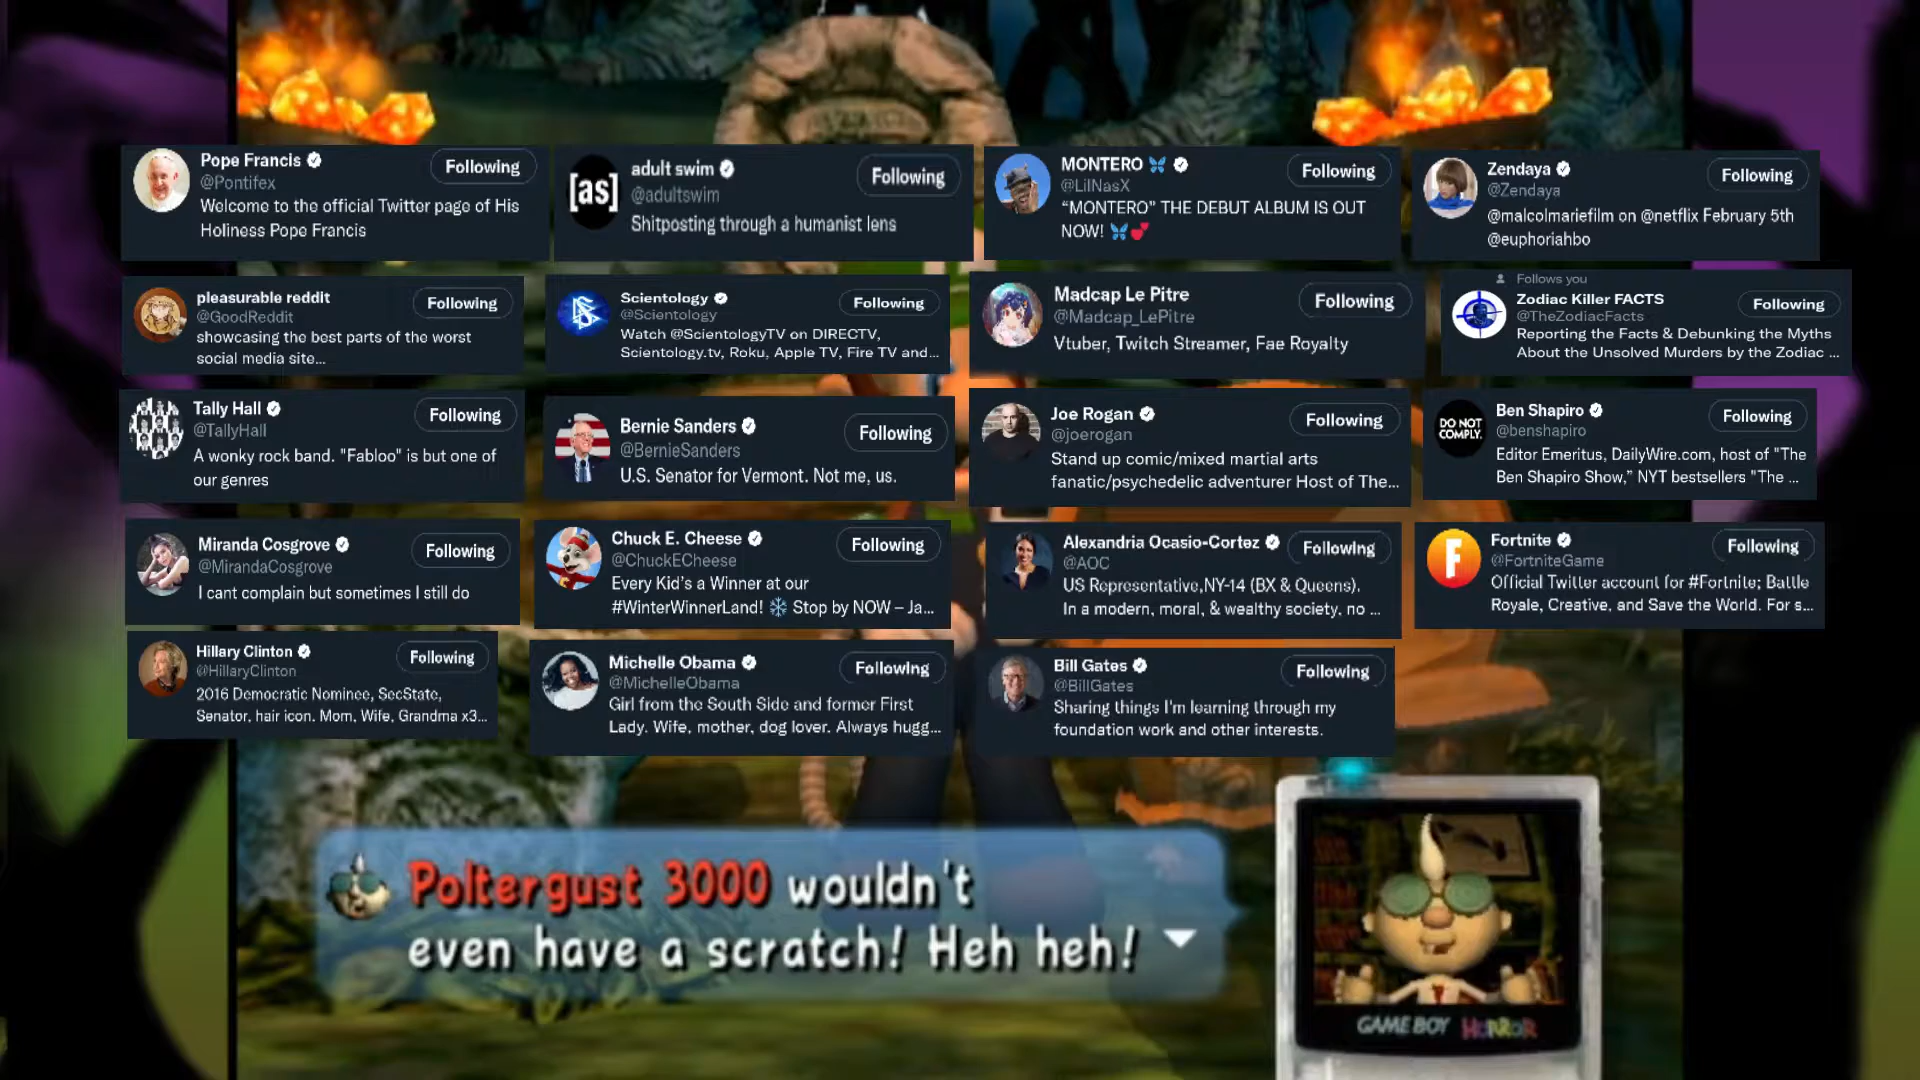 Pope Francis
Following
@Pontifex
Welcome to the official Twitter page of His
Holiness Pope Francis
[as]
adult swim
Following
@adultswim
Shitposting through a humanist lens
MONTERO 🦋
Following
@LilNasX
“MONTERO” THE DEBUT ALBUM IS OUT
NOW! 🦋💕
Zendaya
Following
@Zendaya
@malcolmmariefilm on @netflix February 5th
@euphoriahbo
pleasurable reddit
Following
@GoodReddit
showcasing the best parts of the worst
social media site...
Scientology
Following
@Scientology
Watch @ScientologyTV on DIRECTV,
Scientology.tv, Roku, Apple TV, Fire TV and...
Madcap Le Pitre
Following
@Madcap_LePitre
Vtuber, Twitch Streamer, Fae Royalty
Follows you
Zodiac Killer FACTS
Following
@TheZodiacFacts
Reporting the Facts & Debunking the Myths
About the Unsolved Murders by the Zodiac ...
Tally Hall
Following
@TallyHall
A wonky rock band. "Fabloo" is but one of
our genres
Bernie Sanders
Following
@BernieSanders
U.S. Senator for Vermont. Not me, us.
Joe Rogan
Following
@joerogan
Stand up comic/mixed martial arts
fanatic/psychedelic adventurer Host of The...
DO NOT
COMPLY.
Ben Shapiro
Following
@benshapiro
Editor Emeritus, DailyWire.com, host of "The
Ben Shapiro Show,” NYT bestsellers "The ...
Miranda Cosgrove
Following
@MirandaCosgrove
I cant complain but sometimes I still do
Chuck E. Cheese
Following
@ChuckECheese
Every Kid’s a Winner at our
#WinterWinnerLand! ❄️ Stop by NOW – Ja...
Alexandria Ocasio-Cortez
Following
@AOC
US Representative,NY-14 (BX & Queens).
In a modern, moral, & wealthy society, no ...
F
Fortnite
Following
@FortniteGame
Official Twitter account for #Fortnite; Battle
Royale, Creative, and Save the World. For s...
Hillary Clinton
Following
@HillaryClinton
2016 Democratic Nominee, SecState,
Senator, hair icon. Mom, Wife, Grandma x3...
Michelle Obama
Following
@MichelleObama
Girl from the South Side and former First
Lady. Wife, mother, dog lover. Always hugg...
Bill Gates
Following
@BillGates
Sharing things I'm learning through my
foundation work and other interests.
Poltergust 3000 wouldn't
even have a scratch! Heh heh!
GAME BOY HORROR